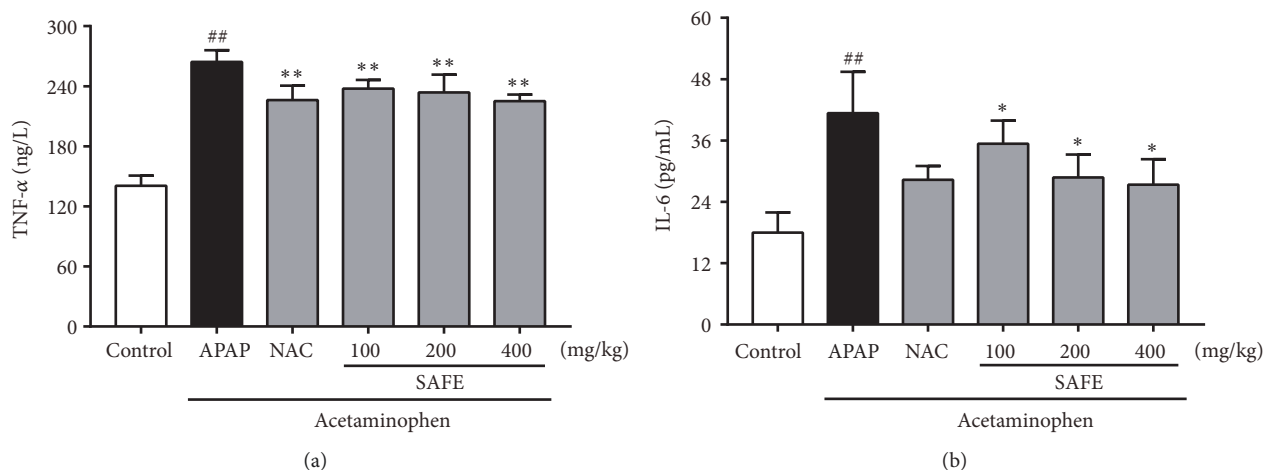 300
240
180
120
60
0
TNF-α (ng/L)
##
**
**
**
**
Control APAP NAC 100 200 400 (mg/kg)
SAFE
Acetaminophen
(a)
60
48
36
24
12
0
IL-6 (pg/mL)
##
*
*
*
Control APAP NAC 100 200 400 (mg/kg)
SAFE
Acetaminophen
(b)